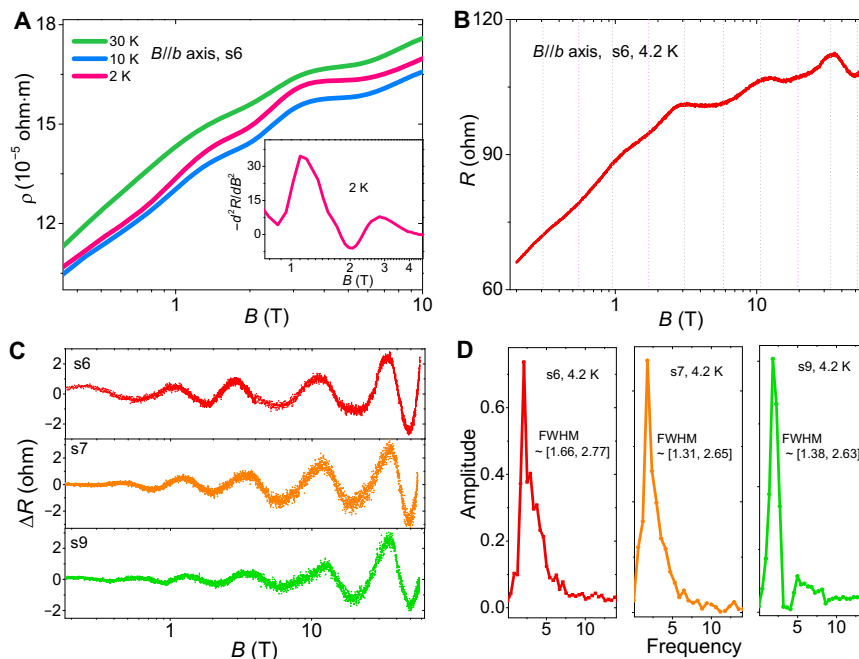 A
B//b axis, s6
30 K
10 K
2 K
18
15
12
ρ (10⁻⁵ ohm·m)
1
10
B (T)
30
15
0
−d²R/dB²
2 K
1
2
3
4
B (T)
B
B//b axis, s6, 4.2 K
120
90
60
R (ohm)
1
10
B (T)
C
s6
2
0
-2
s7
2
0
-2
s9
2
0
-2
ΔR (ohm)
1
10
B (T)
D
s6, 4.2 K
FWHM
~ [1.66, 2.77]
0.6
0.4
0.2
0.0
Amplitude
5
10
s7, 4.2 K
FWHM
~ [1.31, 2.65]
5
10
s9, 4.2 K
FWHM
~ [1.38, 2.63]
5
10
Frequency